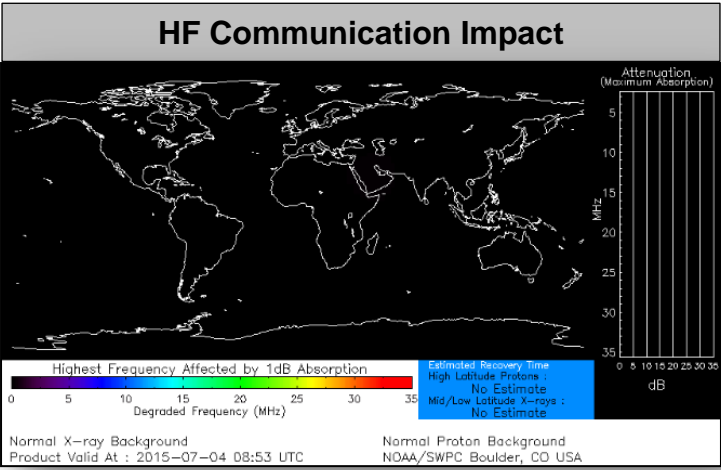 HF Communication Impact
Attenuation
(Maximum Absorption)
5
10
15
20
25
30
35
MHz
0 5 10 15 20 25 30 35
dB
Highest Frequency Affected by 1dB Absorption
0 5 10 15 20 25 30 35
Degraded Frequency (MHz)
Estimated Recovery Time
High Latitude Protons :
No Estimate
Mid/Low Latitude X-rays :
No Estimate
Normal X-ray Background
Normal Proton Background
Product Valid At : 2015-07-04 08:53 UTC
NOAA/SWPC Boulder, CO USA